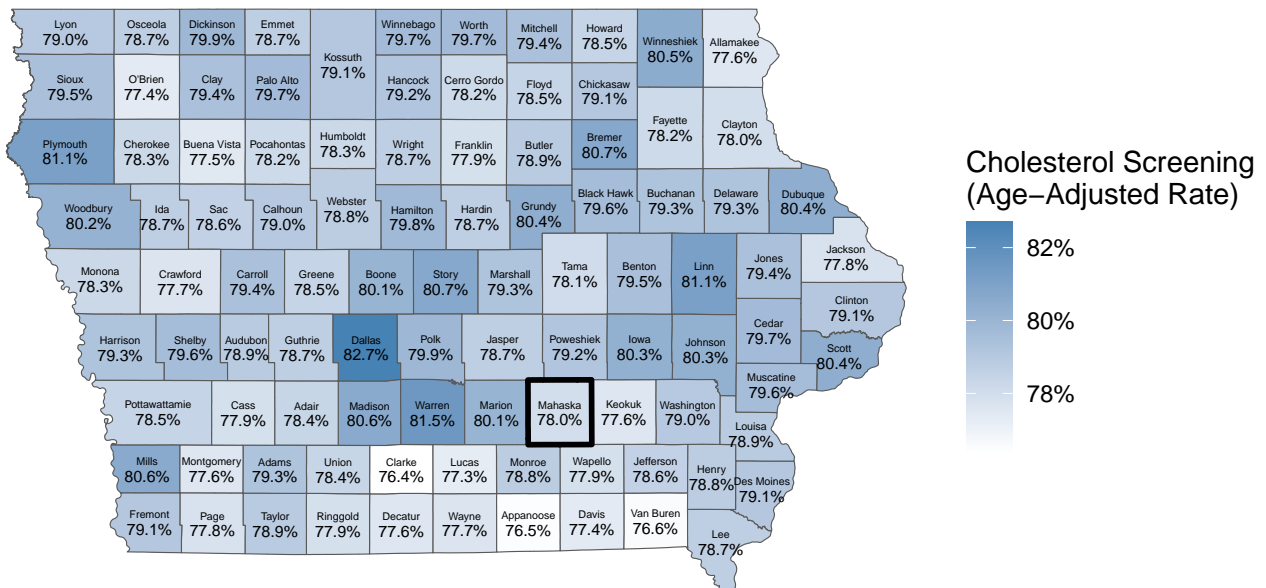 Lyon
79.0%
Osceola
78.7%
Dickinson
79.9%
Emmet
78.7%
Kossuth
79.1%
Winnebago
79.7%
Worth
79.7%
Mitchell
79.4%
Howard
78.5%
Winneshiek
80.5%
Allamakee
77.6%
Sioux
79.5%
O'Brien
77.4%
Clay
79.4%
Palo Alto
79.7%
Hancock
79.2%
Cerro Gordo
78.2%
Floyd
78.5%
Chickasaw
79.1%
Fayette
78.2%
Clayton
78.0%
Plymouth
81.1%
Cherokee
78.3%
Buena Vista
77.5%
Pocahontas
78.2%
Humboldt
78.3%
Wright
78.7%
Franklin
77.9%
Butler
78.9%
Bremer
80.7%
Woodbury
80.2%
Ida
78.7%
Sac
78.6%
Calhoun
79.0%
Webster
78.8%
Hamilton
79.8%
Hardin
78.7%
Grundy
80.4%
Black Hawk
79.6%
Buchanan
79.3%
Delaware
79.3%
Dubuque
80.4%
Monona
78.3%
Crawford
77.7%
Carroll
79.4%
Greene
78.5%
Boone
80.1%
Story
80.7%
Marshall
79.3%
Tama
78.1%
Benton
79.5%
Linn
81.1%
Jones
79.4%
Jackson
77.8%
Clinton
79.1%
Harrison
79.3%
Shelby
79.6%
Audubon
78.9%
Guthrie
78.7%
Dallas
82.7%
Polk
79.9%
Jasper
78.7%
Poweshiek
79.2%
Iowa
80.3%
Johnson
80.3%
Cedar
79.7%
Scott
80.4%
Muscatine
79.6%
Pottawattamie
78.5%
Cass
77.9%
Adair
78.4%
Madison
80.6%
Warren
81.5%
Marion
80.1%
Mahaska
78.0%
Keokuk
77.6%
Washington
79.0%
Louisa
78.9%
Mills
80.6%
Montgomery
77.6%
Adams
79.3%
Union
78.4%
Clarke
76.4%
Lucas
77.3%
Monroe
78.8%
Wapello
77.9%
Jefferson
78.6%
Henry
78.8%
Des Moines
79.1%
Fremont
79.1%
Page
77.8%
Taylor
78.9%
Ringgold
77.9%
Decatur
77.6%
Wayne
77.7%
Appanoose
76.5%
Davis
77.4%
Van Buren
76.6%
Lee
78.7%
Cholesterol Screening
(Age−Adjusted Rate)
82%
80%
78%